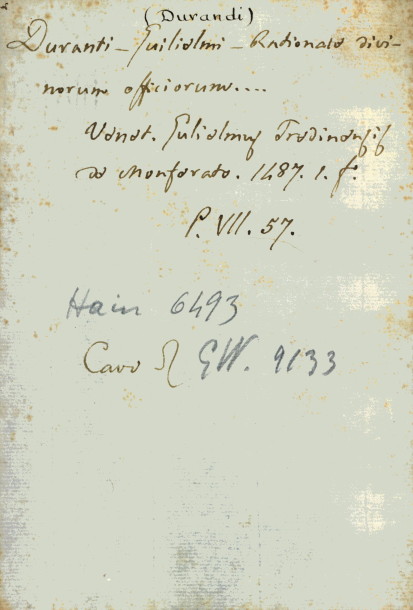 (Durandi)
Duranti - Guilielmi - Rationale divi-
norum officiorum....
Venet. Gulielmus Tridinensis
de Monferato. 1487. 1. f.
P. VII. 57.
Hain 6493
Cavo GW. 9133